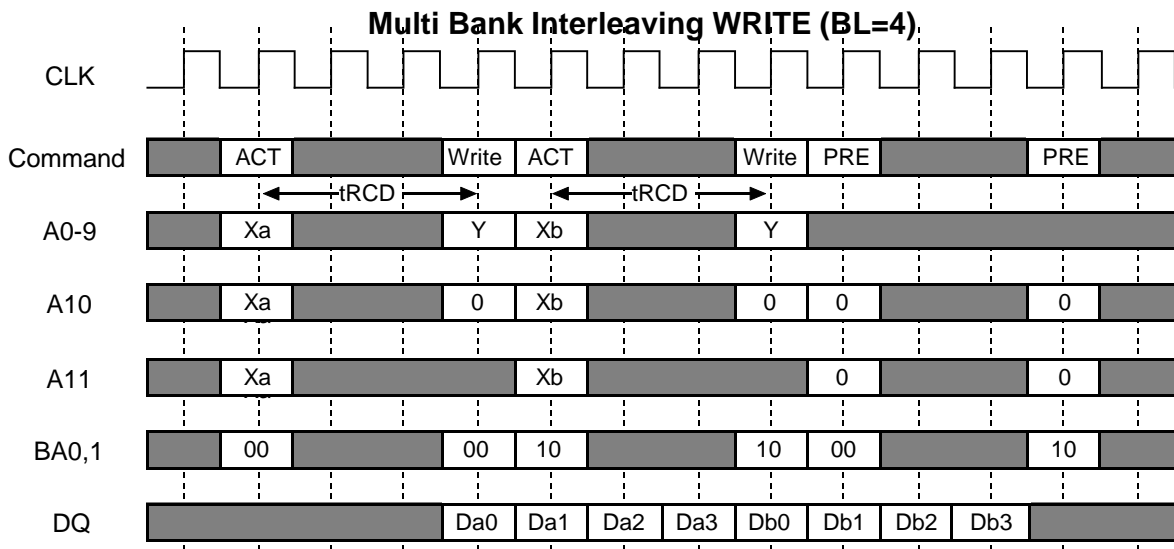 Multi Bank Interleaving WRITE (BL=4)
CLK
Command ACT Write ACT Write PRE PRE
tRCD tRCD
A0-9 Xa Y Xb Y
A10 Xa 0 Xb 0 0 0
A11 Xa Xb 0 0
BA0,1 00 00 10 10 00 10
DQ Da0 Da1 Da2 Da3 Db0 Db1 Db2 Db3